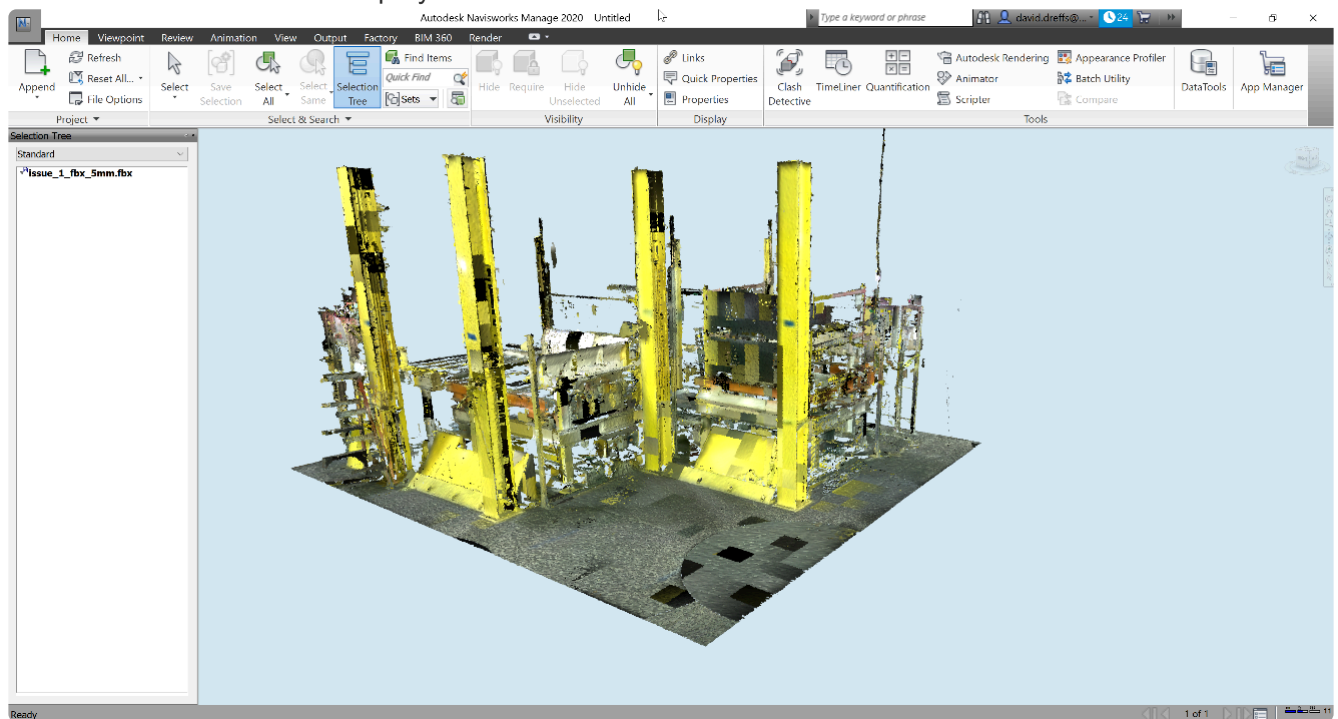 Autodesk Navisworks Manage 2020 Untitled
Type a keyword or phrase
david.dreffs@...
24
Home Viewpoint Review Animation View Output Factory BIM 360 Render
Append
Refresh
Reset All...
File Options
Project
Select
Save Selection
Select All
Select Same
Selection Tree
Find Items
Quick Find
Sets
Select & Search
Hide
Require
Hide Unselected
Unhide All
Visibility
Links
Quick Properties
Properties
Display
Clash Detective
TimeLiner
Quantification
Autodesk Rendering
Animator
Scripter
Appearance Profiler
Batch Utility
Compare
Tools
DataTools
App Manager
Selection Tree
Standard
issue_1_fbx_5mm.fbx
Ready
1 of 1